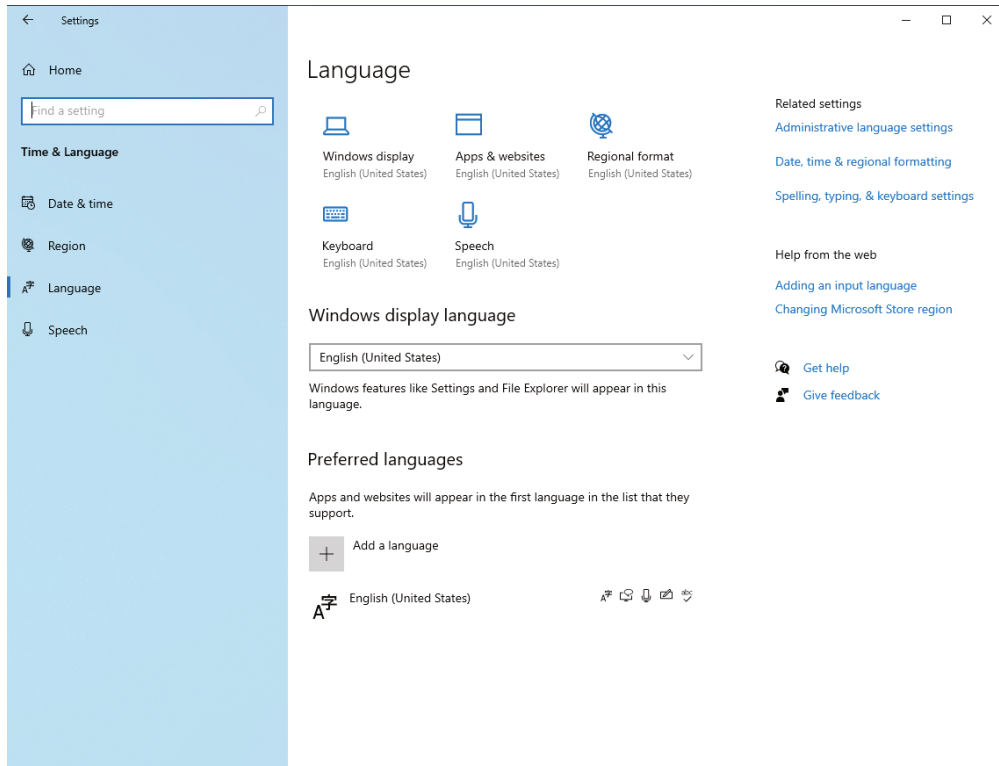 Settings
Home
Find a setting
Time & Language
Date & time
Region
Language
Speech
Language
Windows display
English (United States)
Apps & websites
English (United States)
Regional format
English (United States)
Keyboard
English (United States)
Speech
English (United States)
Windows display language
English (United States)
Windows features like Settings and File Explorer will appear in this
language.
Preferred languages
Apps and websites will appear in the first language in the list that they
support.
Add a language
English (United States)
Related settings
Administrative language settings
Date, time & regional formatting
Spelling, typing, & keyboard settings
Help from the web
Adding an input language
Changing Microsoft Store region
Get help
Give feedback